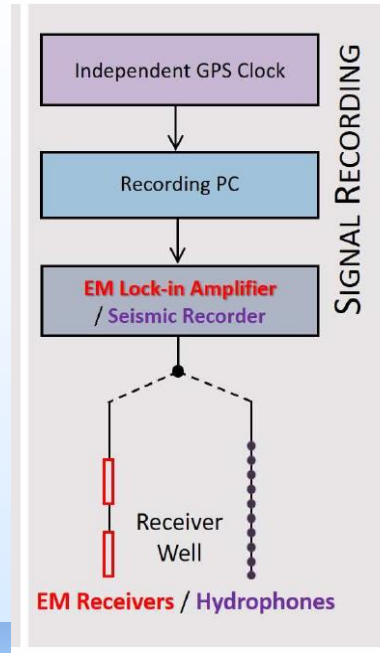 Independent GPS Clock
Recording PC
EM Lock-in Amplifier
/ Seismic Recorder
SIGNAL RECORDING
Receiver
Well
EM Receivers / Hydrophones